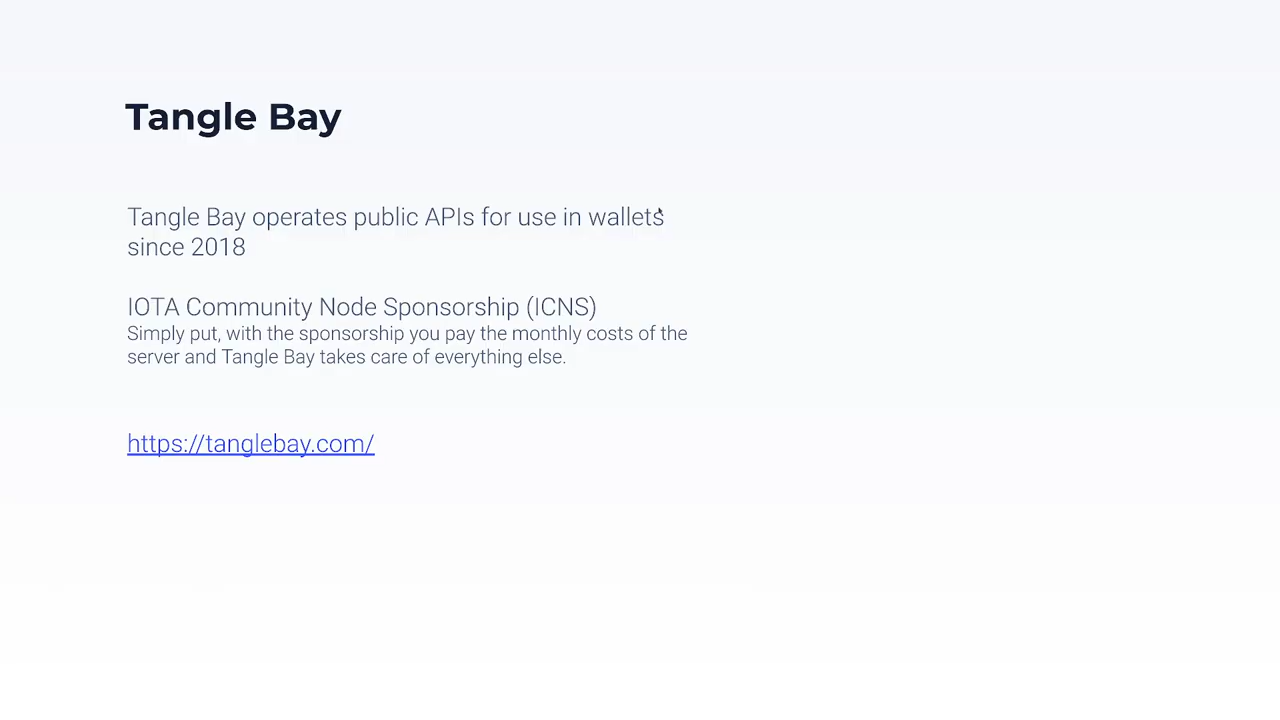 Tangle Bay
Tangle Bay operates public APIs for use in wallets
since 2018
IOTA Community Node Sponsorship (ICNS)
Simply put, with the sponsorship you pay the monthly costs of the
server and Tangle Bay takes care of everything else.
https://tanglebay.com/